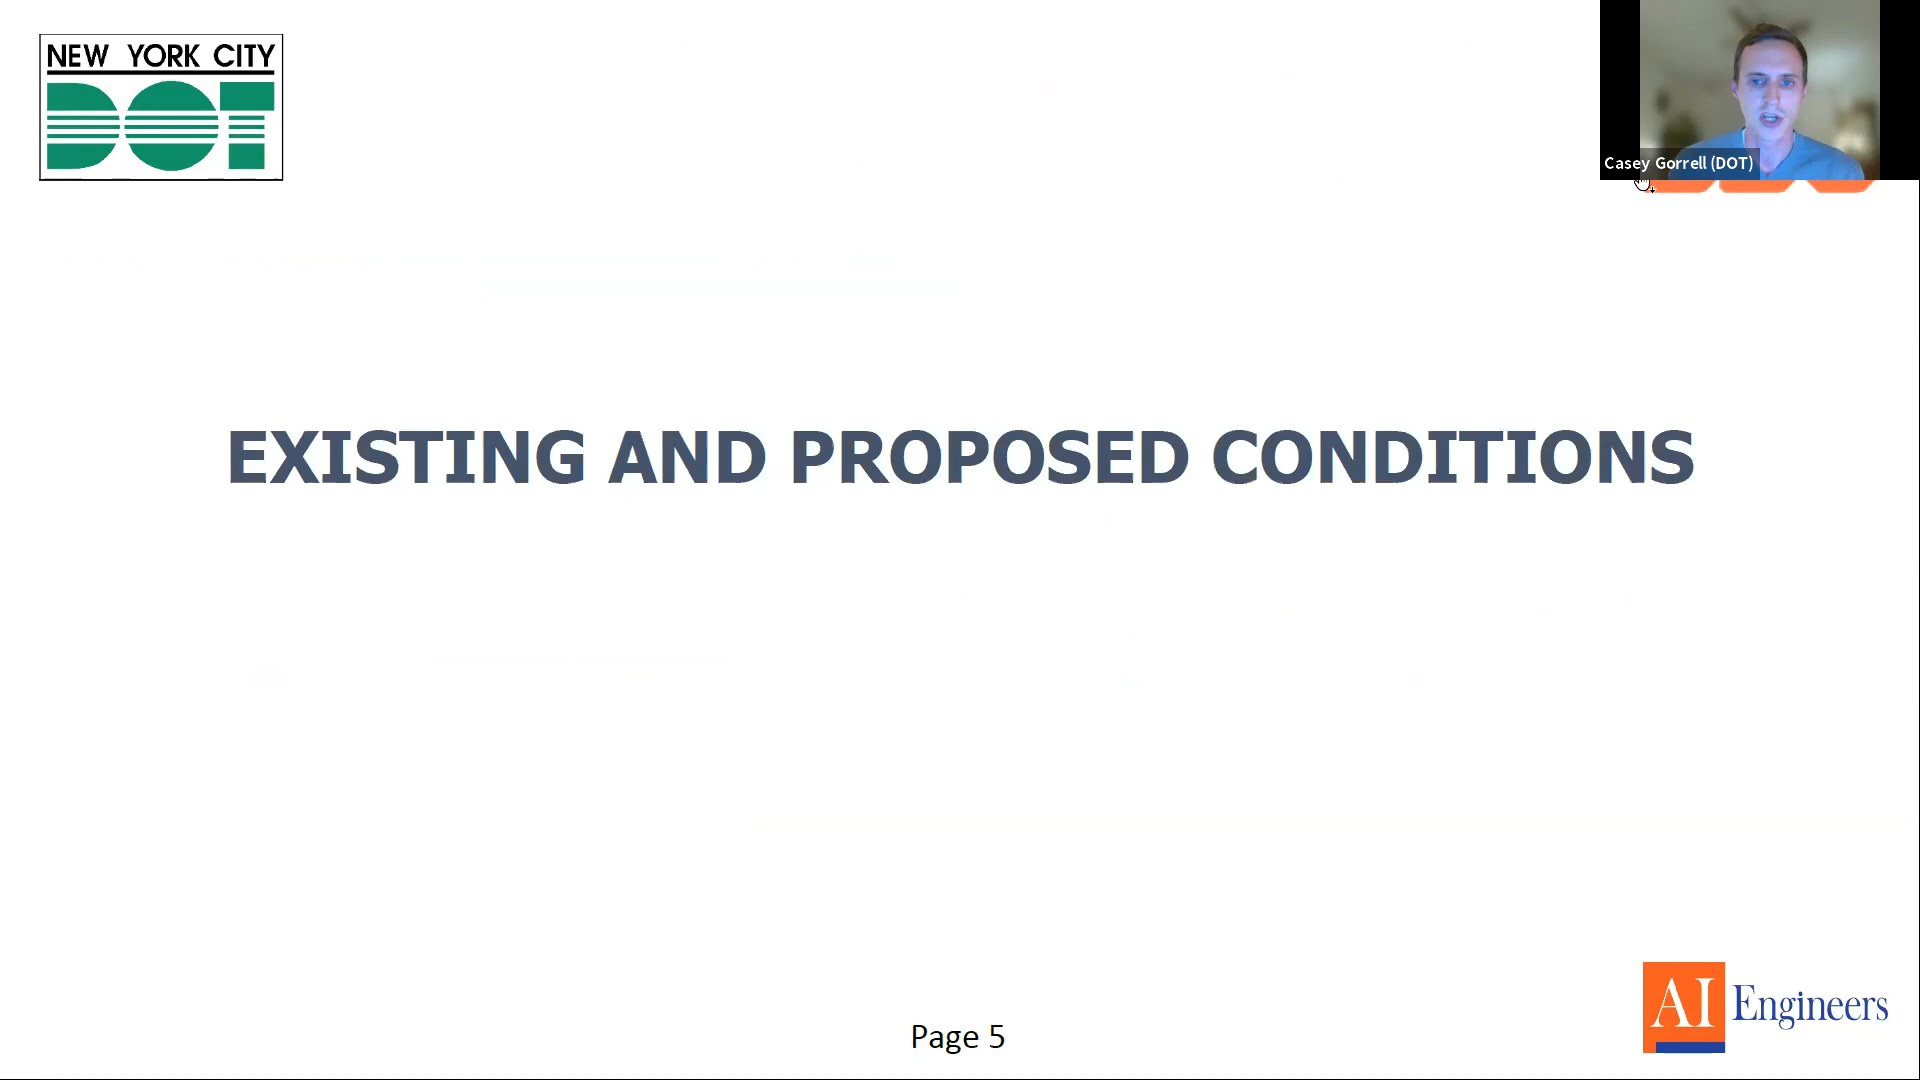 NEW YORK CITY
DOT
Casey Gorrell (DOT)
EXISTING AND PROPOSED CONDITIONS
AI Engineers
Page 5